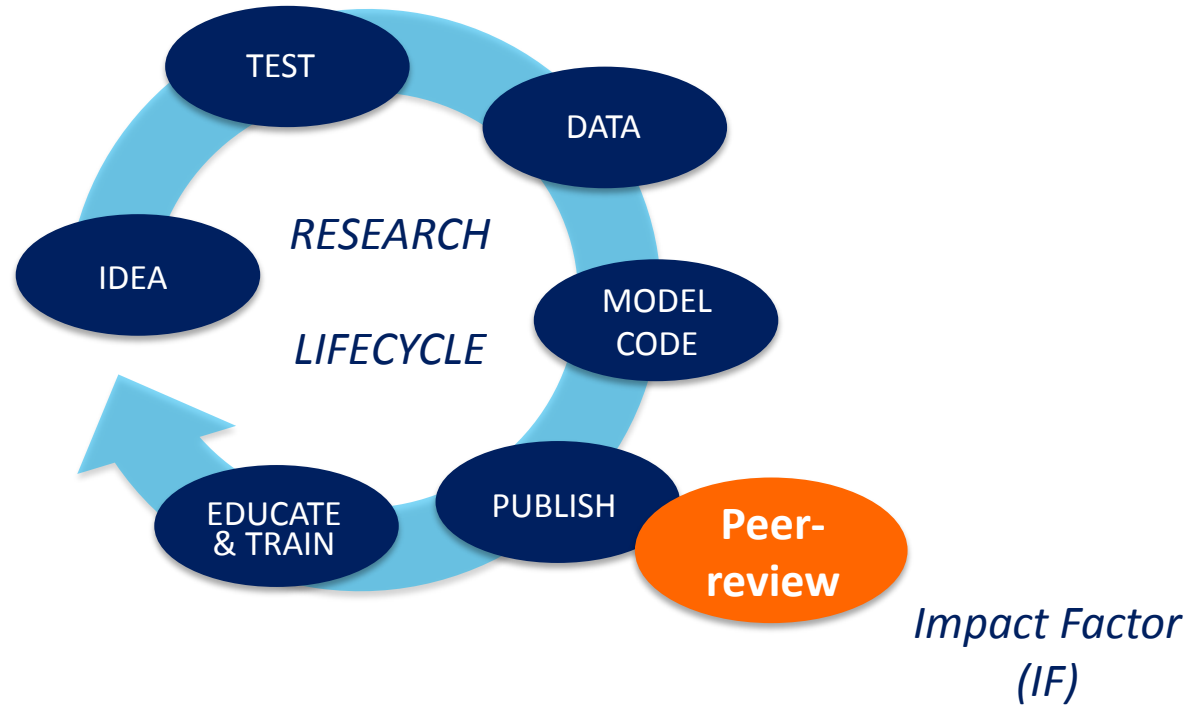 TEST
DATA
RESEARCH
IDEA
MODEL
CODE
LIFECYCLE
PUBLISH
EDUCATE
& TRAIN
Peer-
review
Impact Factor
(IF)